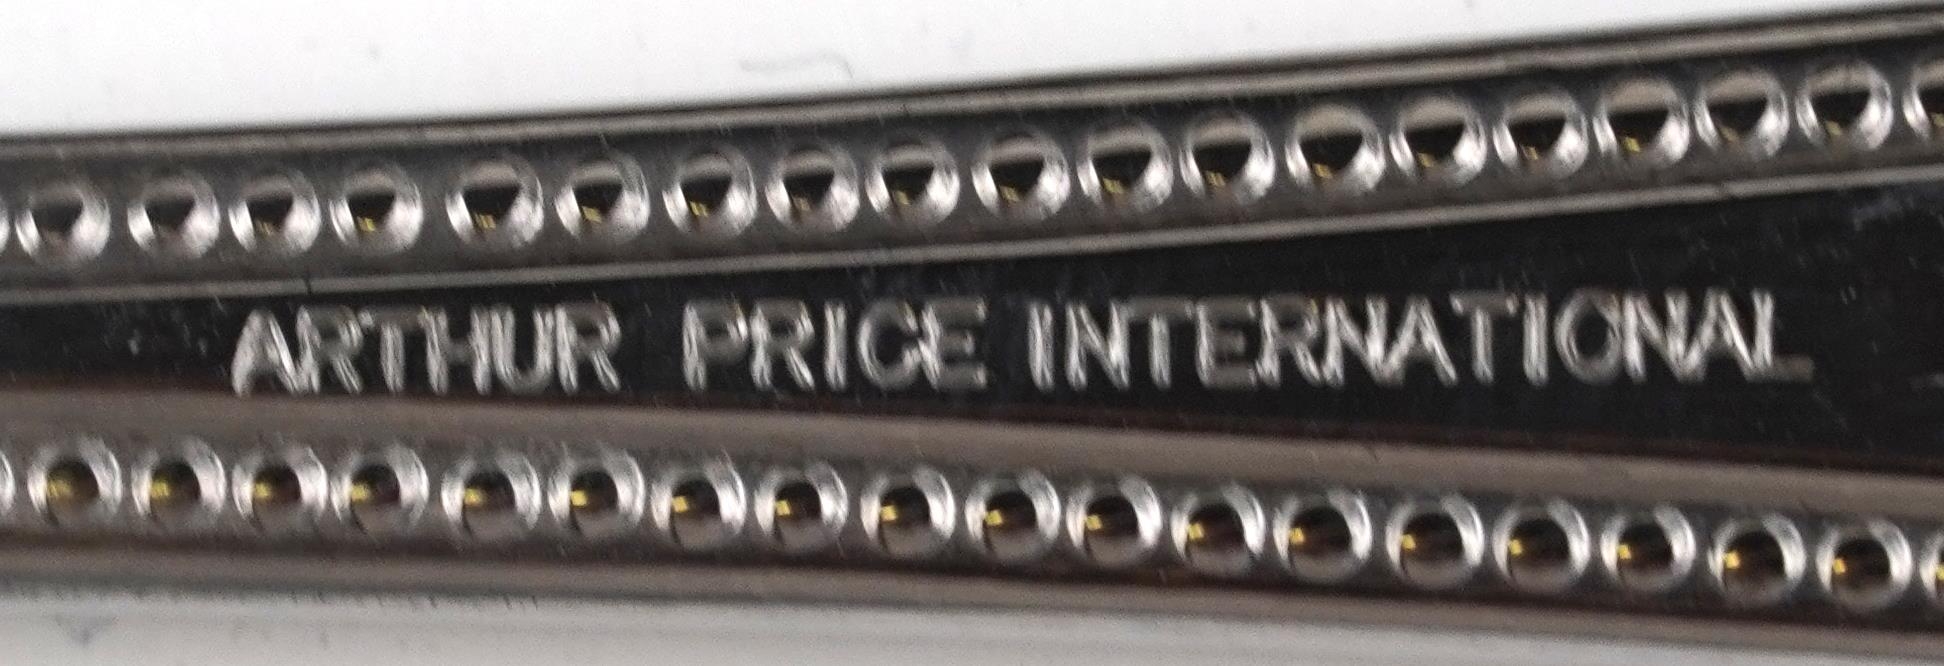 ARTHUR PRICE INTERNATIONAL